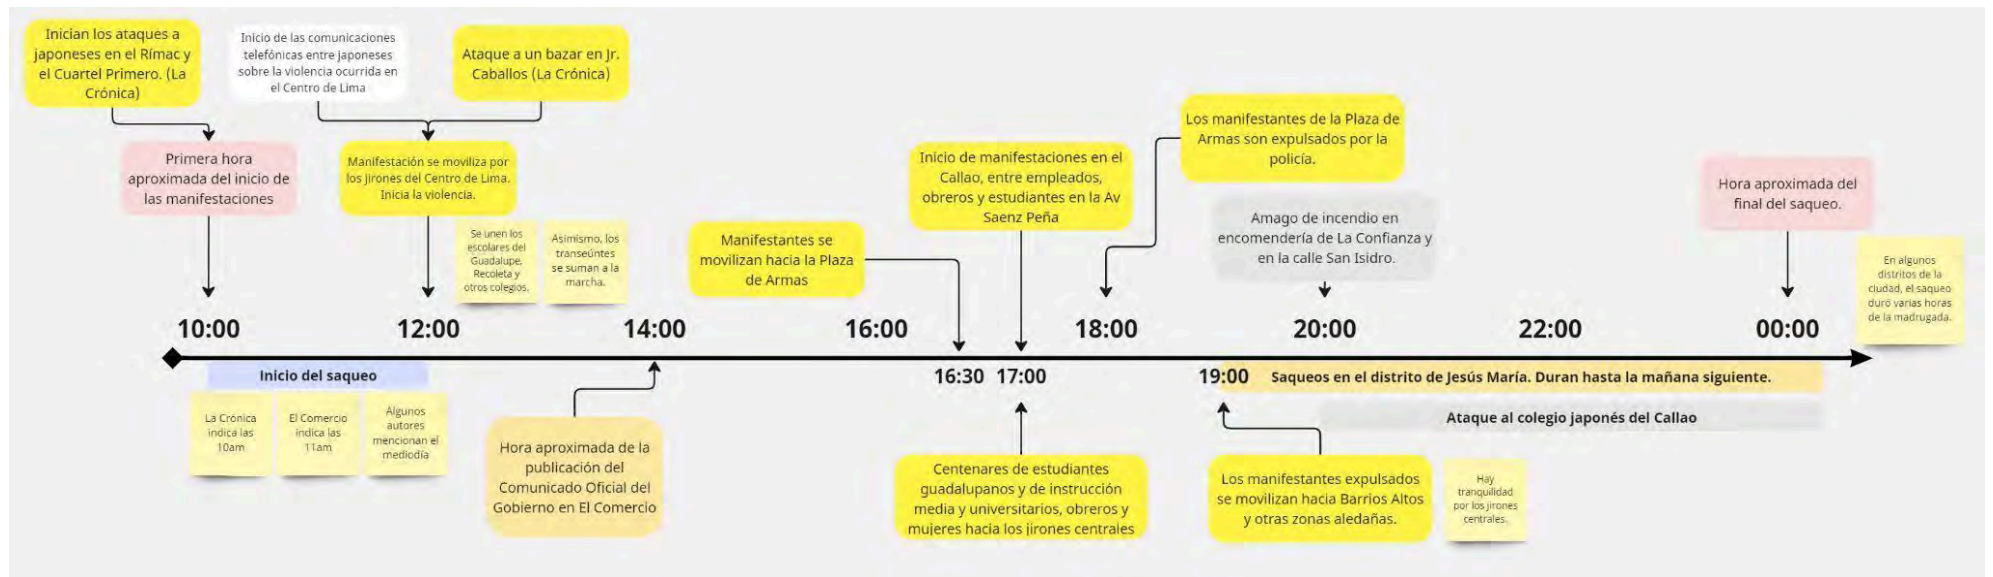 Inician los ataques a
japoneses en el Rímac y
el Cuartel Primero. (La
Crónica)
Inicio de las comunicaciones
telefónicas entre japoneses
sobre la violencia ocurrida en
el Centro de Lima
Ataque a un bazar en Jr.
Caballos (La Crónica)
Primera hora
aproximada del inicio de
las manifestaciones
Manifestación se moviliza por
los jirones del Centro de Lima.
Inicia la violencia.
Se unen los
escolares del
Guadalupe,
Recoleta y
otros colegios.
Asimismo, los
transeúntes
se suman a la
marcha.
Manifestantes se
movilizan hacia la Plaza
de Armas
Inicio de manifestaciones en el
Callao, entre empleados,
obreros y estudiantes en la Av
Saenz Peña
Los manifestantes de la Plaza de
Armas son expulsados por la
policía.
Amago de incendio en
encomendería de La Confianza y
en la calle San Isidro.
Hora aproximada del
final del saqueo.
En algunos
distritos de la
ciudad, el saqueo
duró varias horas
de la madrugada.
10:00 12:00 14:00 16:00 18:00 20:00 22:00 00:00
16:30 17:00 19:00
Inicio del saqueo
Saqueos en el distrito de Jesús María. Duran hasta la mañana siguiente.
Ataque al colegio japonés del Callao
La Crónica
indica las
10am
El Comercio
indica las
11am
Algunos
autores
mencionan el
mediodía
Hora aproximada de la
publicación del
Comunicado Oficial del
Gobierno en El Comercio
Centenares de estudiantes
guadalupanos y de instrucción
media y universitarios, obreros y
mujeres hacia los jirones centrales
Los manifestantes expulsados
se movilizan hacia Barrios Altos
y otras zonas aledañas.
Hay
tranquilidad
por los jirones
centrales.